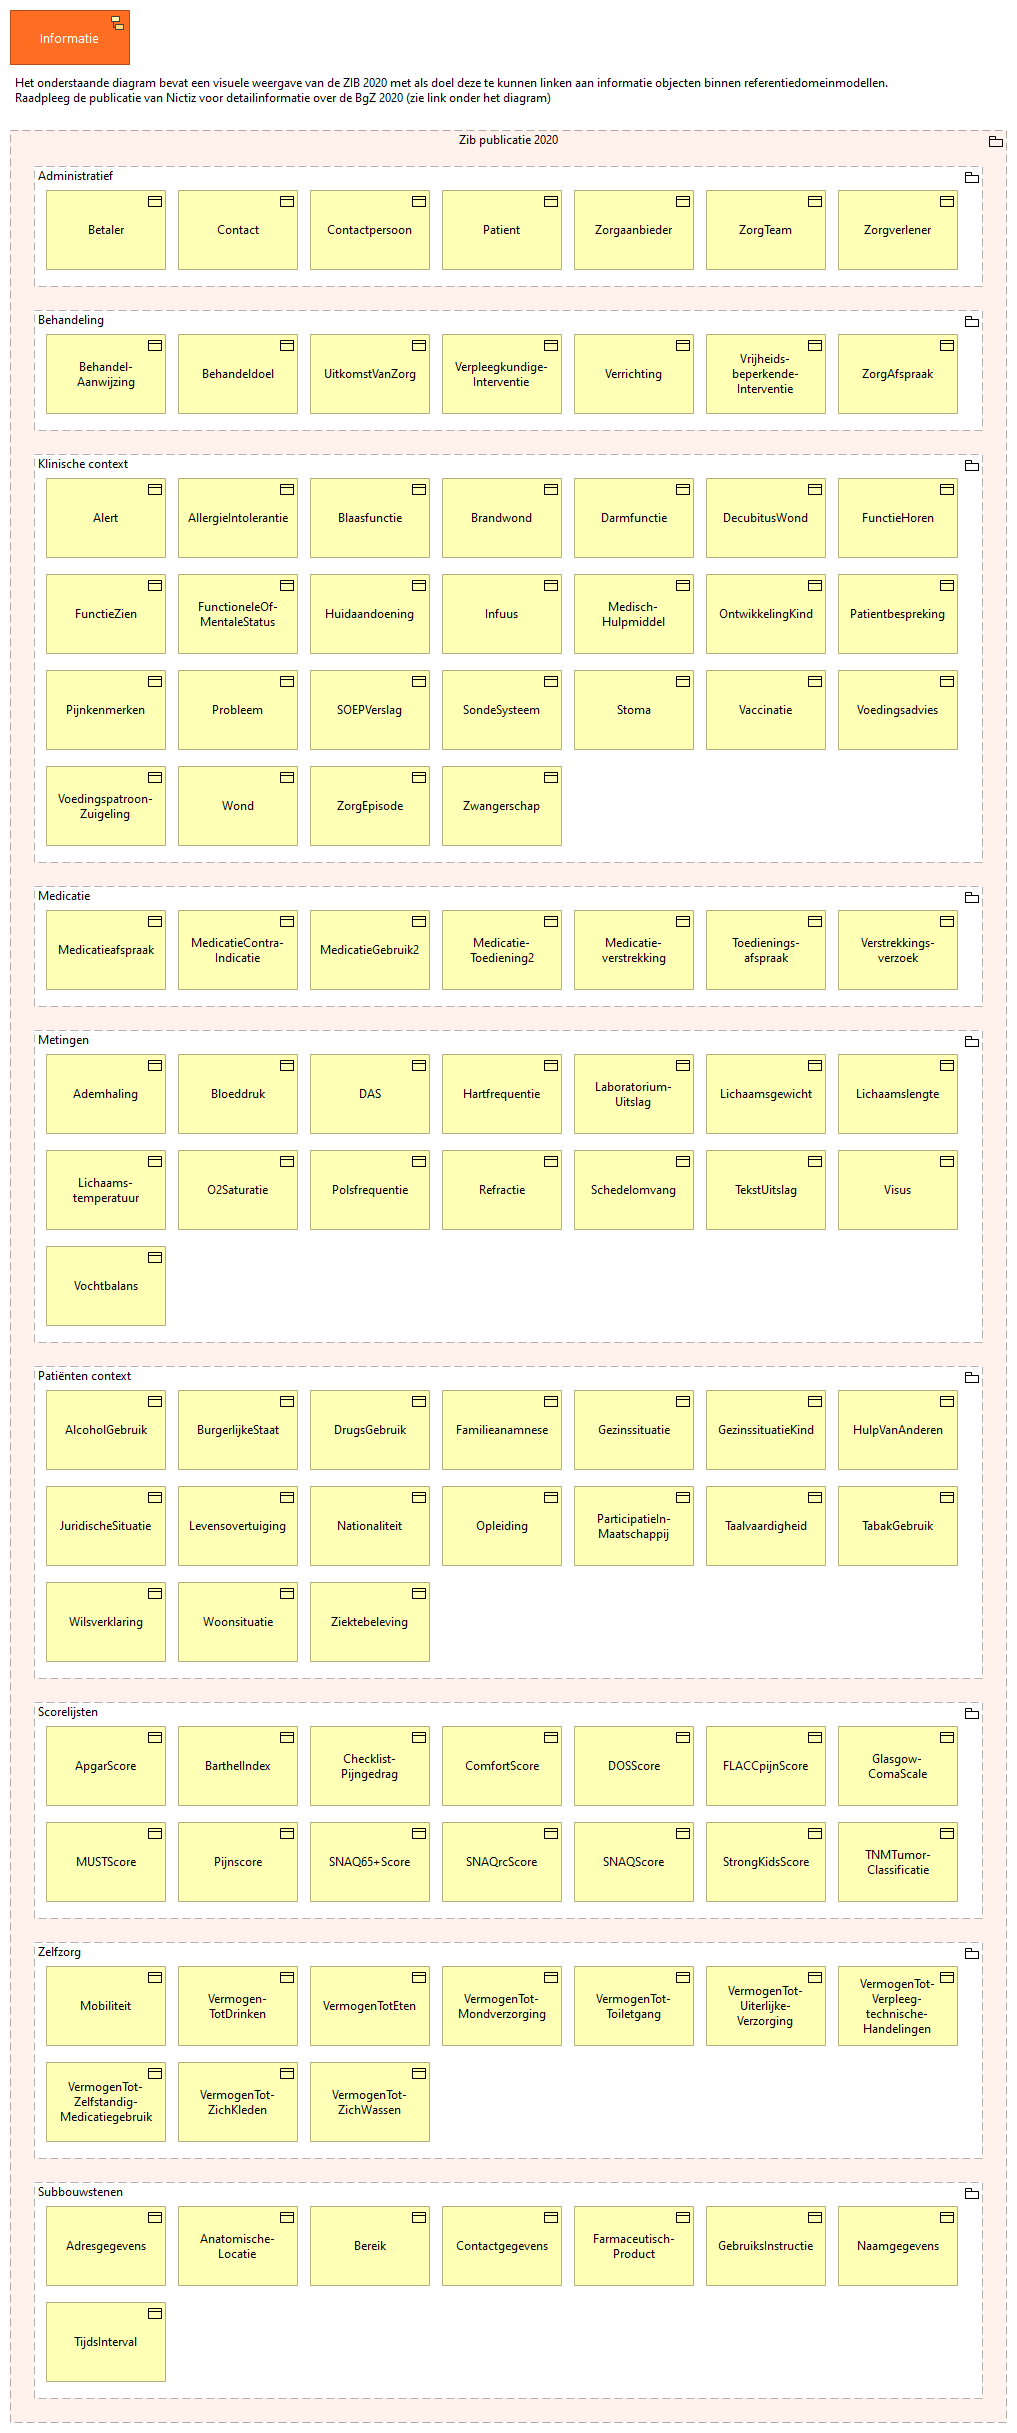 Informatie
Het onderstaande diagram bevat een visuele weergave van de ZIB 2020 met als doel deze te kunnen linken aan informatie objecten binnen referentiedomeinmodellen.
Raadpleeg de publicatie van Nictiz voor detailinformatie over de BgZ 2020 (zie link onder het diagram)
Zib publicatie 2020
Administratief
Betaler
Contact
Contactpersoon
Patient
Zorgaanbieder
ZorgTeam
Zorgverlener
Behandeling
Behandel-
Aanwijzing
Behandeldoel
UitkomstVanZorg
Verpleegkundige-
Interventie
Verrichting
Vrijheids-
beperkende-
Interventie
ZorgAfspraak
Klinische context
Alert
AllergieIntolerantie
Blaasfunctie
Brandwond
Darmfunctie
DecubitusWond
FunctieHoren
FunctieZien
FunctioneleOf-
MentaleStatus
Huidaandoening
Infuus
Medisch-
Hulpmiddel
OntwikkelingKind
Patientbespreking
Pijnkenmerken
Probleem
SOEPVerslag
SondeSysteem
Stoma
Vaccinatie
Voedingsadvies
Voedingspatroon-
Zuigeling
Wond
ZorgEpisode
Zwangerschap
Medicatie
Medicatieafspraak
MedicatieContra-
Indicatie
MedicatieGebruik2
Medicatie-
Toediening2
Medicatie-
verstrekking
Toedienings-
afspraak
Verstrekkings-
verzoek
Metingen
Ademhaling
Bloeddruk
DAS
Hartfrequentie
Laboratorium-
Uitslag
Lichaamsgewicht
Lichaamslengte
Lichaams-
temperatuur
O2Saturatie
Polsfrequentie
Refractie
Schedelomvang
TekstUitslag
Visus
Vochtbalans
Patiënten context
AlcoholGebruik
BurgerlijkeStaat
DrugsGebruik
Familieanamnese
Gezinssituatie
GezinssituatieKind
HulpVanAnderen
JuridischeSituatie
Levensovertuiging
Nationaliteit
Opleiding
ParticipatieIn-
Maatschappij
Taalvaardigheid
TabakGebruik
Wilsverklaring
Woonsituatie
Ziektebeleving
Scorelijsten
ApgarScore
BarthelIndex
Checklist-
Pijngedrag
ComfortScore
DOSScore
FLACCpijnScore
Glasgow-
ComaScale
MUSTScore
Pijnscore
SNAQ65+Score
SNAQrcScore
SNAQScore
StrongKidsScore
TNMTumor-
Classificatie
Zelfzorg
Mobiliteit
Vermogen-
TotDrinken
VermogenTotEten
VermogenTot-
Mondverzorging
VermogenTot-
Toiletgang
VermogenTot-
Uiterlijke-
Verzorging
VermogenTot-
Verpleeg-
technische-
Handelingen
VermogenTot-
Zelfstandig-
Medicatiegebruik
VermogenTot-
ZichKleden
VermogenTot-
ZichWassen
Subbouwstenen
Adresgegevens
Anatomische-
Locatie
Bereik
Contactgegevens
Farmaceutisch-
Product
GebruiksInstructie
Naamgegevens
TijdsInterval